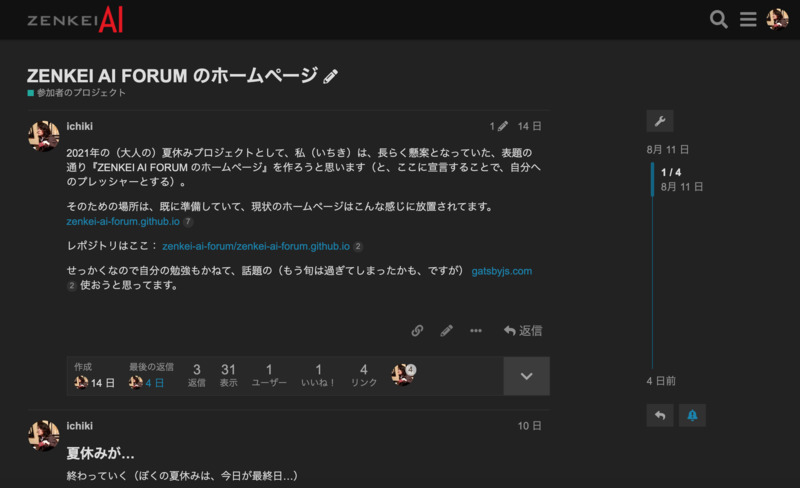 ZENKEI AI
ZENKEI AI FORUM のホームページ
参加者のプロジェクト
ichiki
1
14 日
2021年の（大人の）夏休みプロジェクトとして、私（いちき）は、長らく懸案となっていた、表題の
通り『ZENKEI AI FORUM のホームページ』を作ろうと思います（と、ここに宣言することで、自分へ
のプレッシャーとする）。
そのための場所は、既に準備していて、現状のホームページはこんな感じに放置されてます。
zenkei-ai-forum.github.io 7
レポジトリはここ： zenkei-ai-forum/zenkei-ai-forum.github.io 2
せっかくなので自分の勉強もかねて、話題の（もう旬は過ぎてしまったかも、ですが） gatsbyjs.com
2 使おうと思ってます。
返信
作成
14 日
最後の返信
4 日
3
返信
31
表示
1
ユーザー
1
いいね！
4
リンク
4
ichiki
10 日
夏休みが…
終わっていく（ぼくの夏休みは、今日が最終日…）
8月 11 日
1 / 4
8月 11 日
4 日前